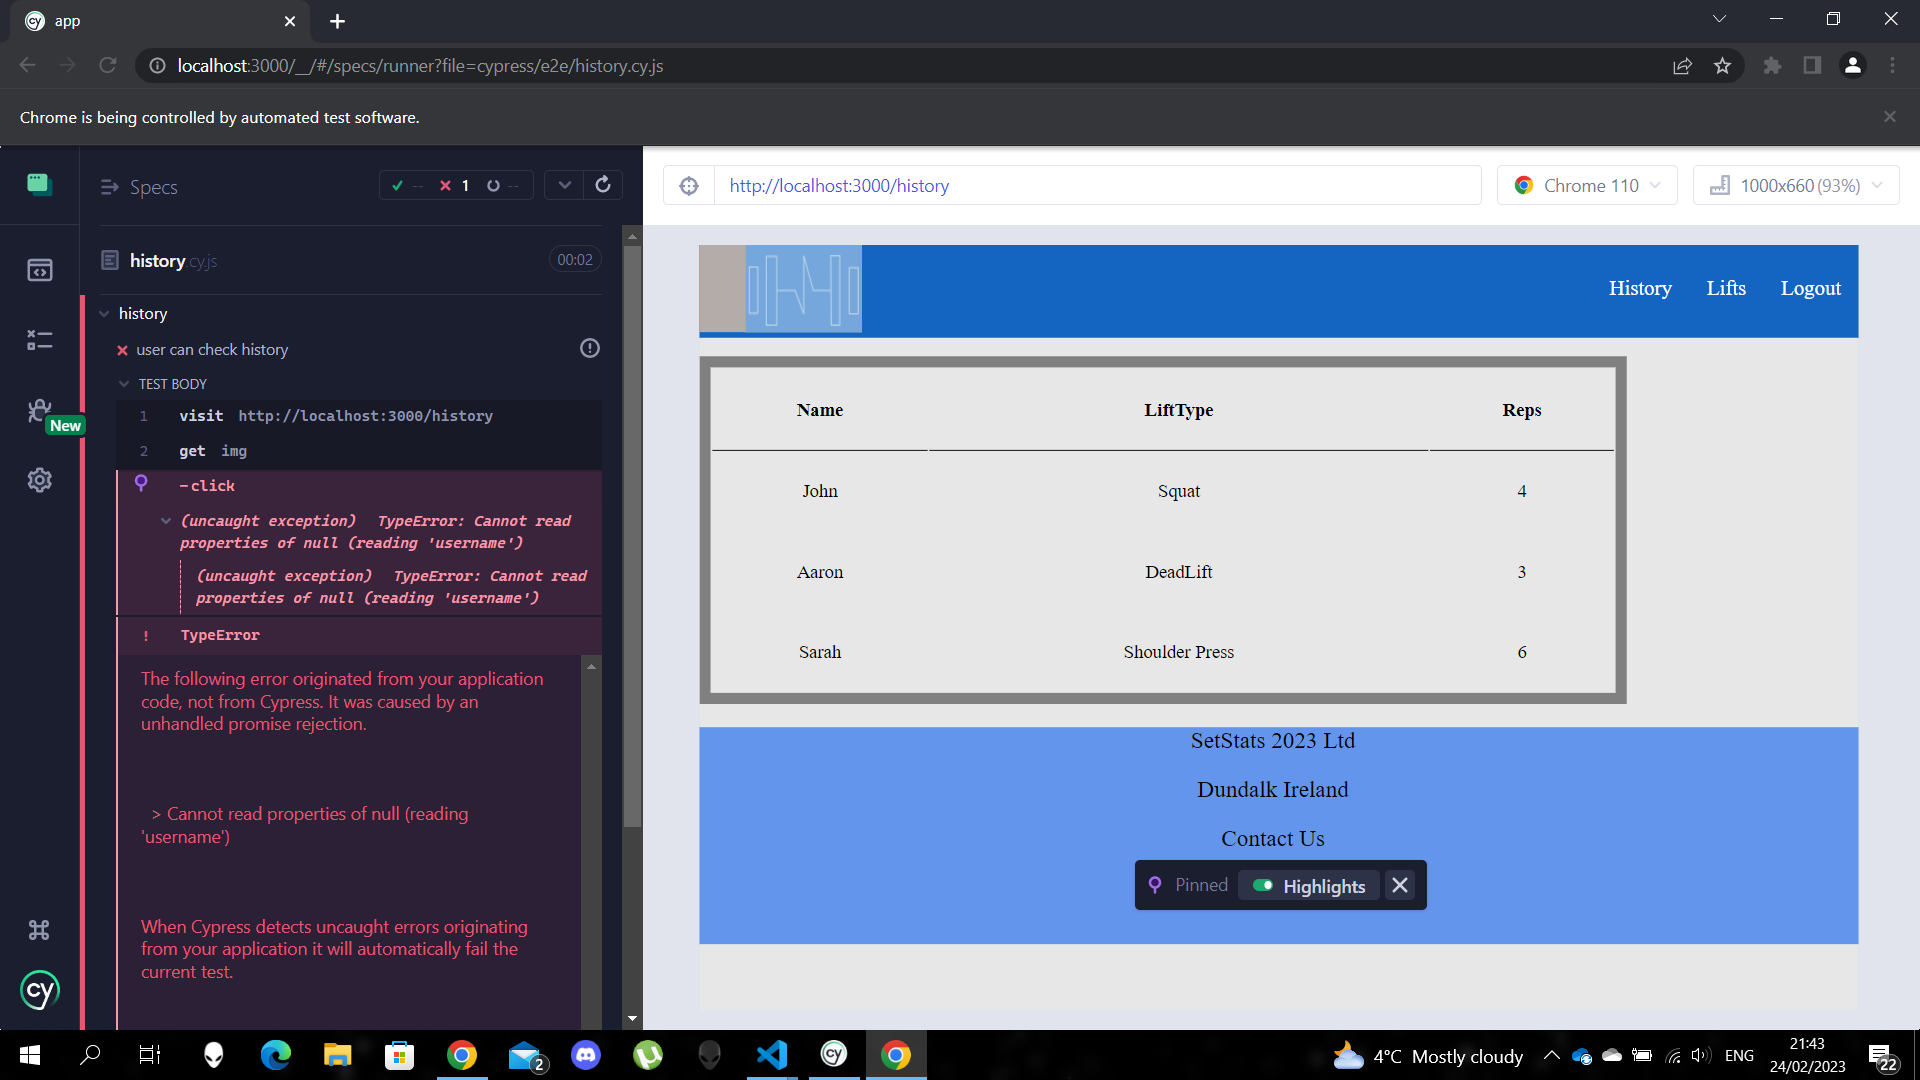 cy app
localhost:3000/__/#/specs/runner?file=cypress/e2e/history.cy.js
Chrome is being controlled by automated test software.
Specs
-- 1 --
http://localhost:3000/history
Chrome 110
1000x660 (93%)
history.cy.js
00:02
history
user can check history
TEST BODY
1 visit http://localhost:3000/history
2 get img
-click
(uncaught exception) TypeError: Cannot read
properties of null (reading 'username')
(uncaught exception) TypeError: Cannot read
properties of null (reading 'username')
! TypeError
The following error originated from your application
code, not from Cypress. It was caused by an
unhandled promise rejection.
> Cannot read properties of null (reading
'username')
When Cypress detects uncaught errors originating
from your application it will automatically fail the
current test.
New
cy
History Lifts Logout
Name LiftType Reps
John Squat 4
Aaron DeadLift 3
Sarah Shoulder Press 6
SetStats 2023 Ltd
Dundalk Ireland
Contact Us
Pinned Highlights
2
cy
4°C Mostly cloudy
ENG
21:43
24/02/2023
22